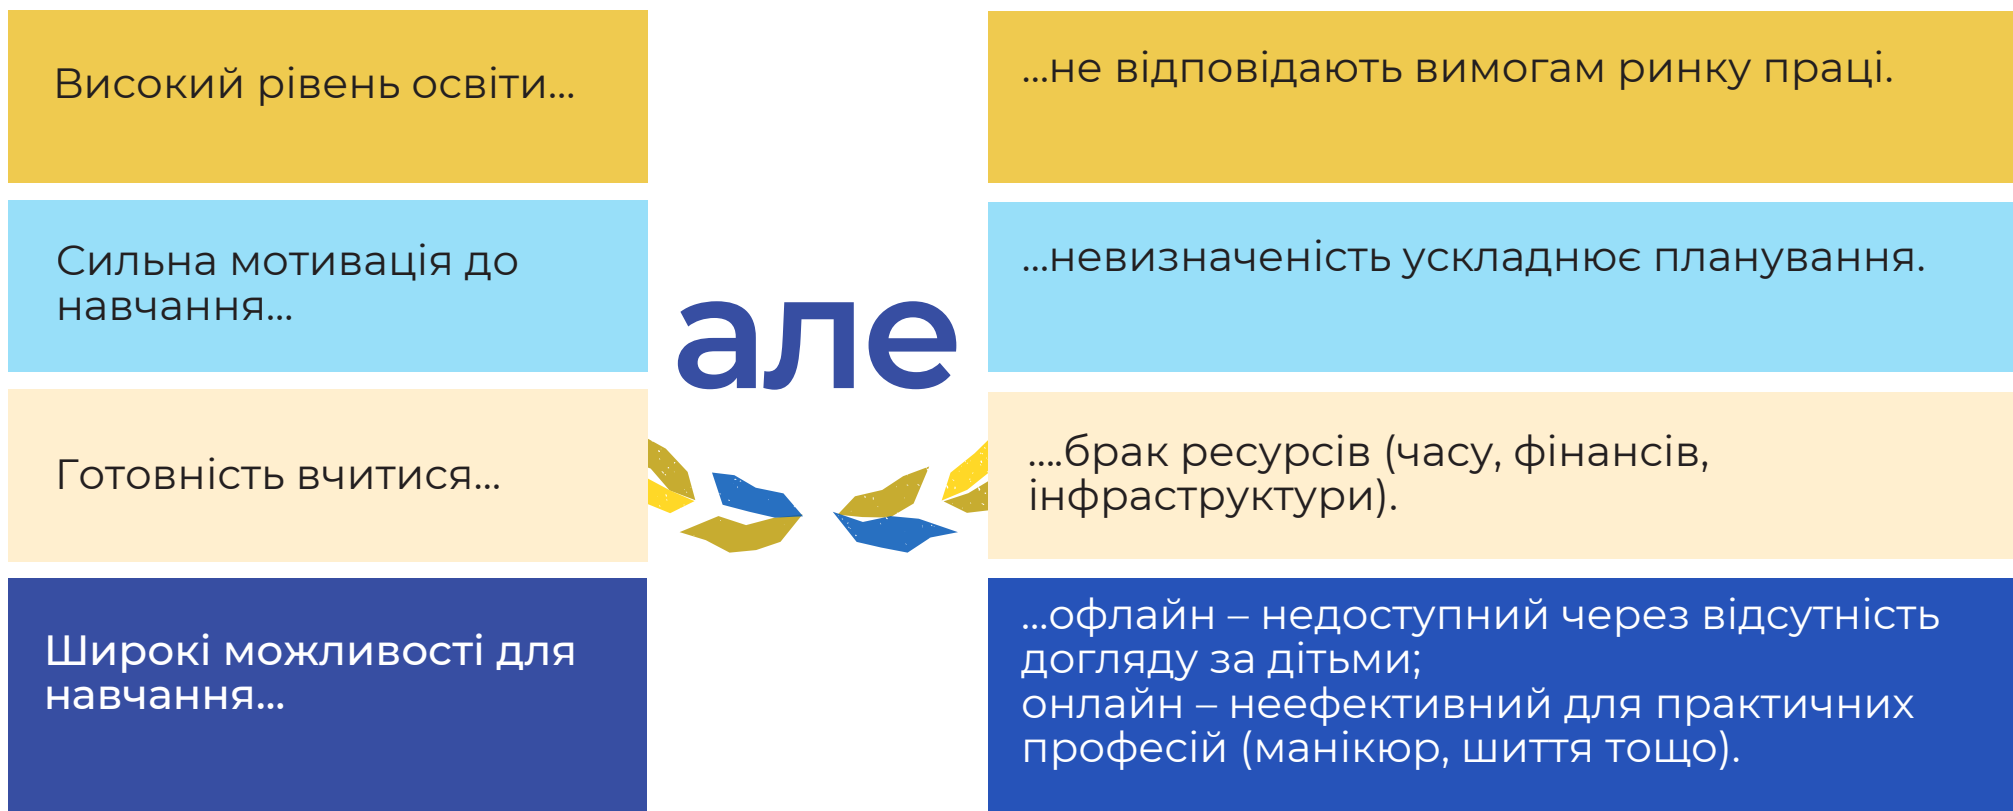 Високий рівень освіти...
...не відповідають вимогам ринку праці.
Сильна мотивація до
навчання...
...невизначеність ускладнює планування.
але
Готовність вчитися...
....брак ресурсів (часу, фінансів,
інфраструктури).
Широкі можливості для
навчання...
...офлайн – недоступний через відсутність
догляду за дітьми;
онлайн – неефективний для практичних
професій (манікюр, шиття тощо).